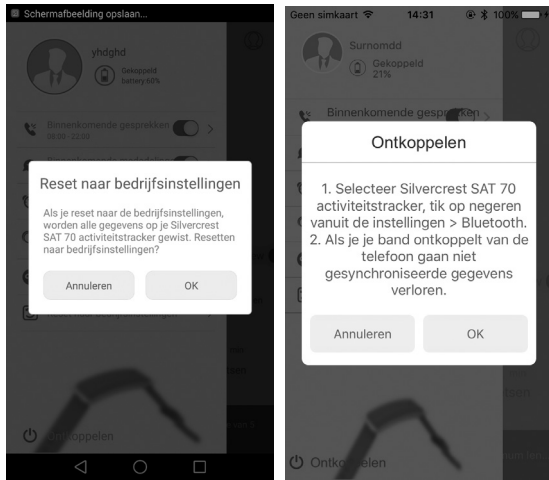 Schermafbeelding opslaan...
yhdghd
Gekoppeld
battery:60%
Binnenkomende gesprekken
08:00 - 22:00
Reset naar bedrijfsinstellingen
Als je reset naar de bedrijfsinstellingen,
worden alle gegevens op je Silvercrest
SAT 70 activiteitstracker gewist. Resetten
naar bedrijfsinstellingen?
Annuleren OK
Ontkoppelen
Geen simkaart 14:31 100%
Surnomdd
Gekoppeld
21%
Binnenkomende gesprekken
Ontkoppelen
1. Selecteer Silvercrest SAT 70
activiteitstracker, tik op negeren
vanuit de instellingen > Bluetooth.
2. Als je je band ontkoppelt van de
telefoon gaan niet
gesynchroniseerde gegevens
verloren.
Annuleren OK
Ontkoppelen